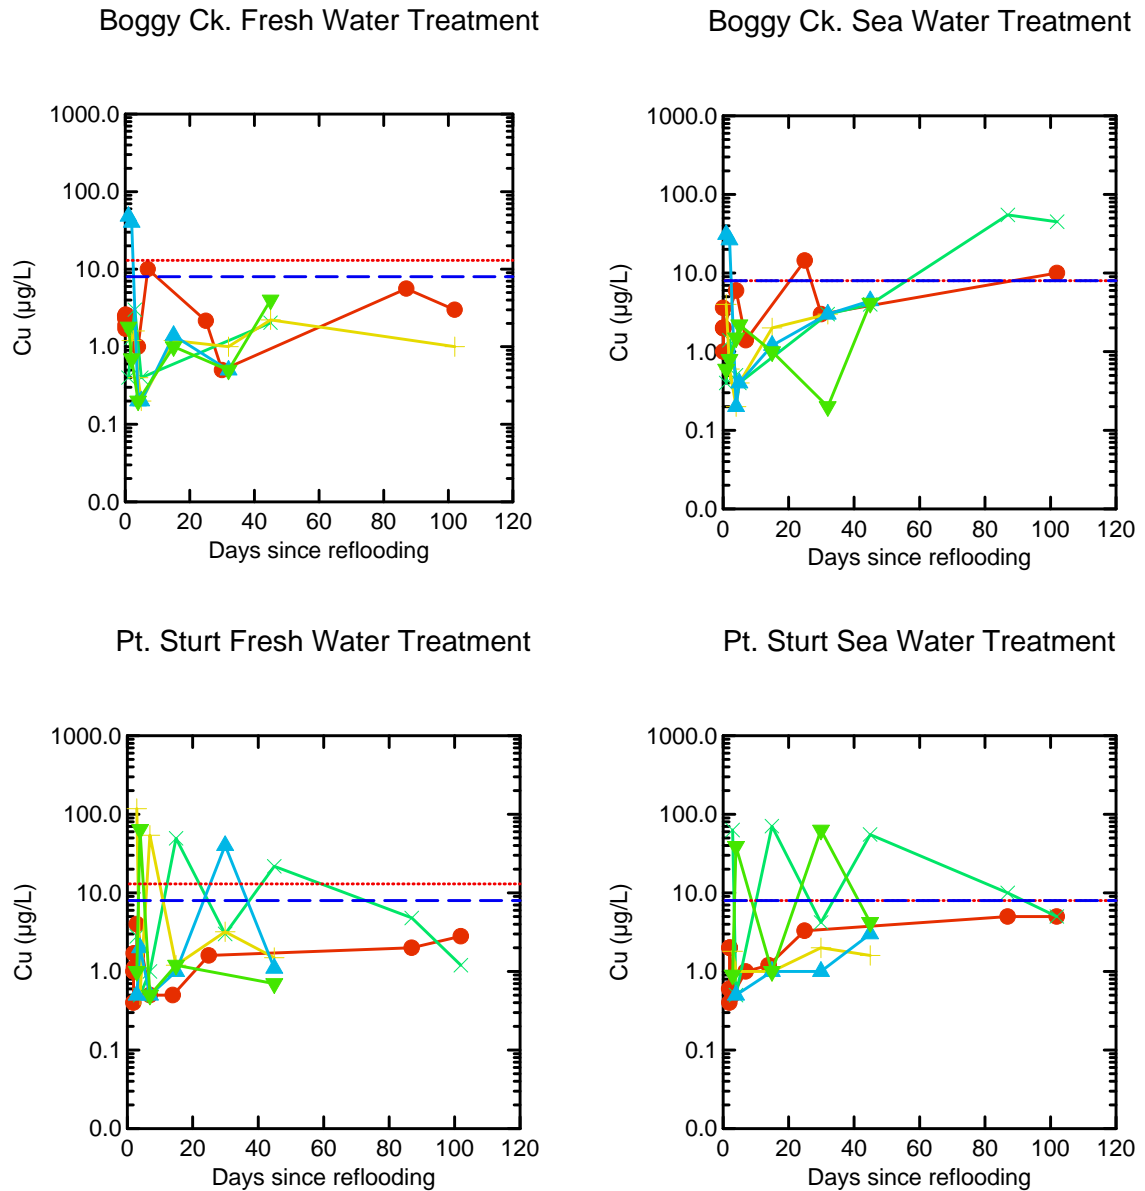 Boggy Ck. Fresh Water Treatment
1000.0
100.0
10.0
1.0
0.1
0.0
Cu (µg/L)
0 20 40 60 80 100 120
Days since reflooding
Boggy Ck. Sea Water Treatment
1000.0
100.0
10.0
1.0
0.1
0.0
Cu (µg/L)
0 20 40 60 80 100 120
Days since reflooding
Pt. Sturt Fresh Water Treatment
1000.0
100.0
10.0
1.0
0.1
0.0
Cu (µg/L)
0 20 40 60 80 100 120
Days since reflooding
Pt. Sturt Sea Water Treatment
1000.0
100.0
10.0
1.0
0.1
0.0
Cu (µg/L)
0 20 40 60 80 100 120
Days since reflooding